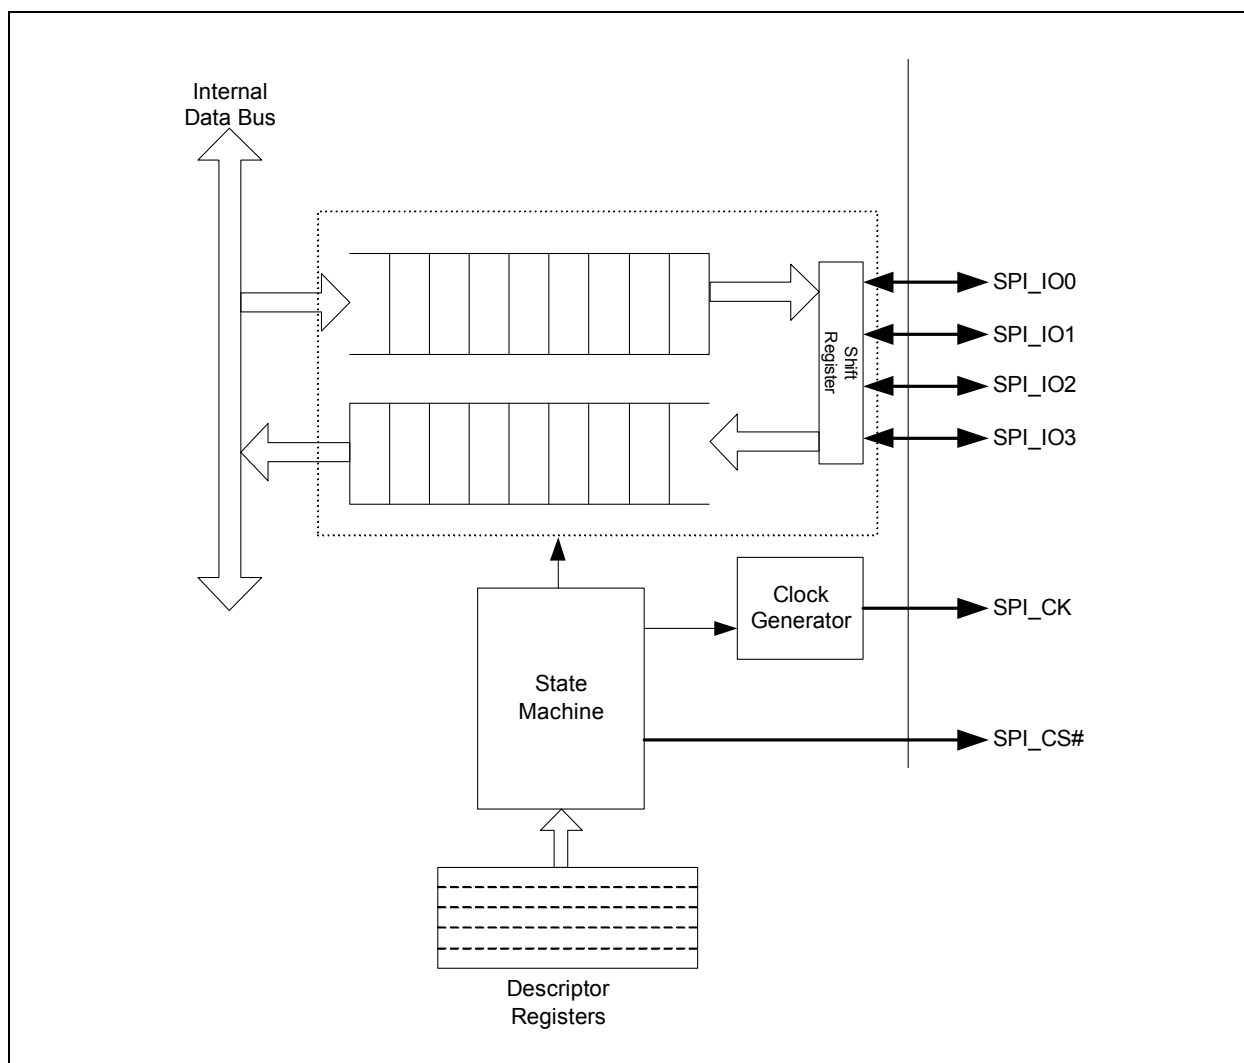 Internal
Data Bus
SPI_IO0
SPI_IO1
Shift
Register
SPI_IO2
SPI_IO3
Clock
Generator
SPI_CK
State
Machine
SPI_CS#
Descriptor
Registers